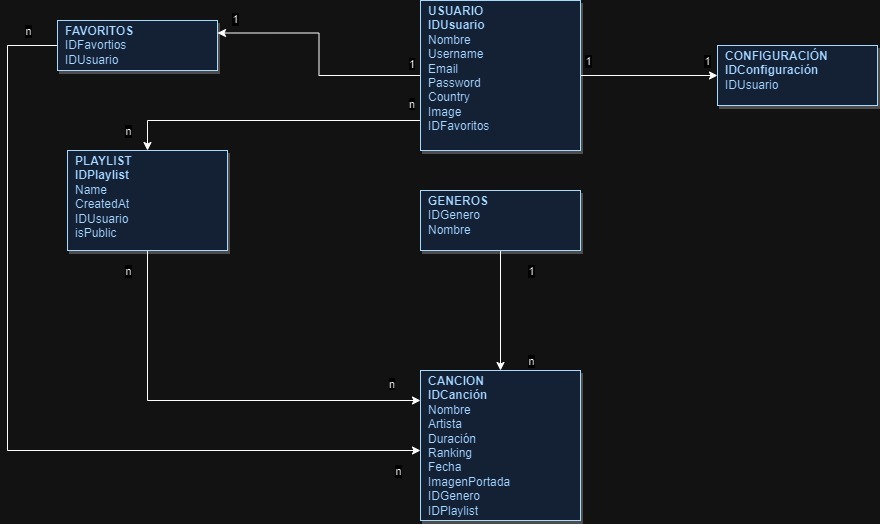 FAVORITOS
IDFavortios
IDUsuario
n
1
USUARIO
IDUsuario
Nombre
Username
Email
Password
Country
Image
IDFavoritos
1
n
1
1
CONFIGURACIÓN
IDConfiguración
IDUsuario
n
PLAYLIST
IDPlaylist
Name
CreatedAt
IDUsuario
isPublic
n
GENEROS
IDGenero
Nombre
1
n
n
n
CANCION
IDCanción
Nombre
Artista
Duración
Ranking
Fecha
ImagenPortada
IDGenero
IDPlaylist